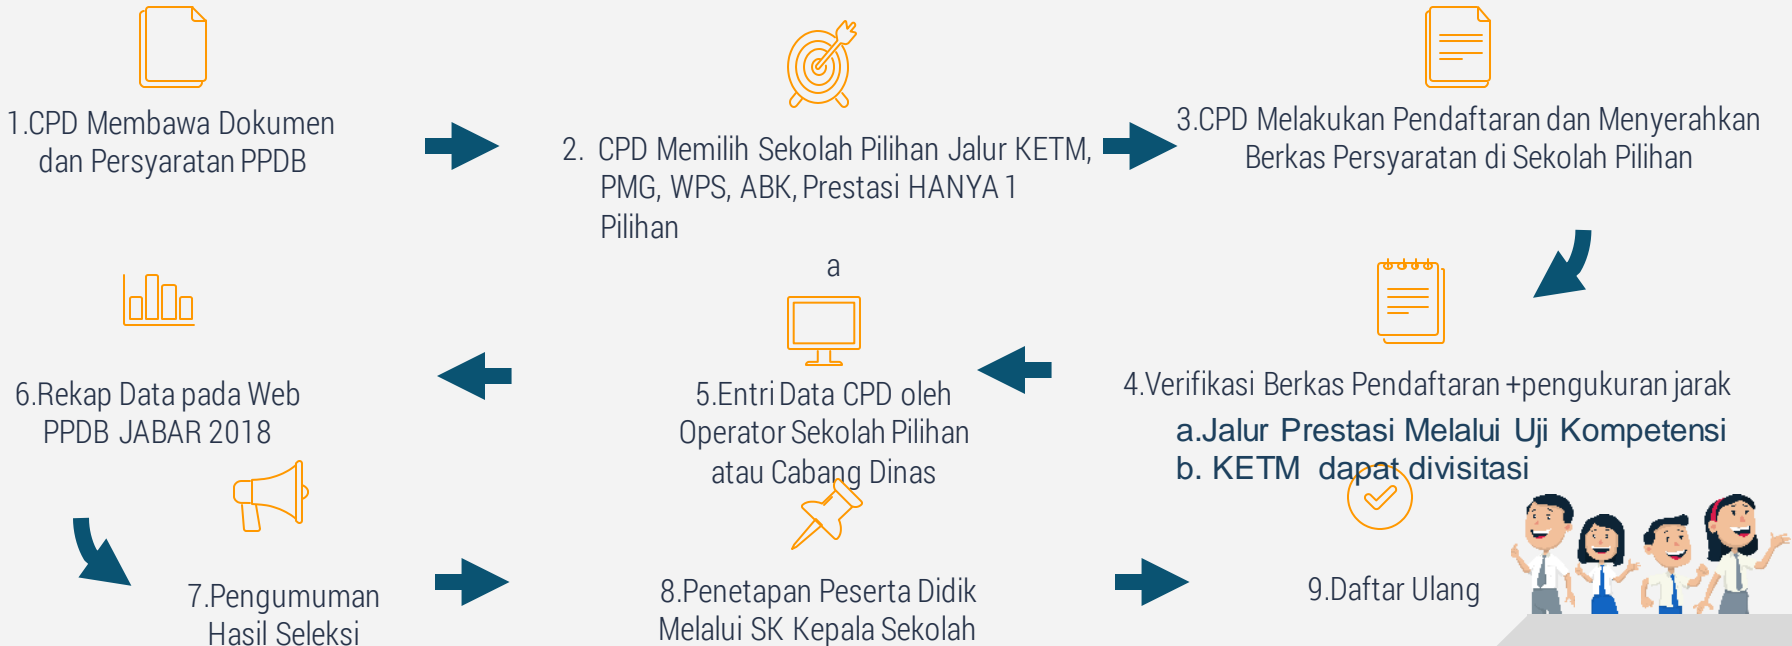 1.CPD Membawa Dokumen
dan Persyaratan PPDB
2. CPD Memilih Sekolah Pilihan Jalur KETM,
PMG, WPS, ABK, Prestasi HANYA 1
Pilihan
a
3.CPD Melakukan Pendaftaran dan Menyerahkan
Berkas Persyaratan di Sekolah Pilihan
4.Verifikasi Berkas Pendaftaran +pengukuran jarak
a.Jalur Prestasi Melalui Uji Kompetensi
b. KETM dapat divisitasi
5.Entri Data CPD oleh
Operator Sekolah Pilihan
atau Cabang Dinas
6.Rekap Data pada Web
PPDB JABAR 2018
7.Pengumuman
Hasil Seleksi
8.Penetapan Peserta Didik
Melalui SK Kepala Sekolah
9.Daftar Ulang